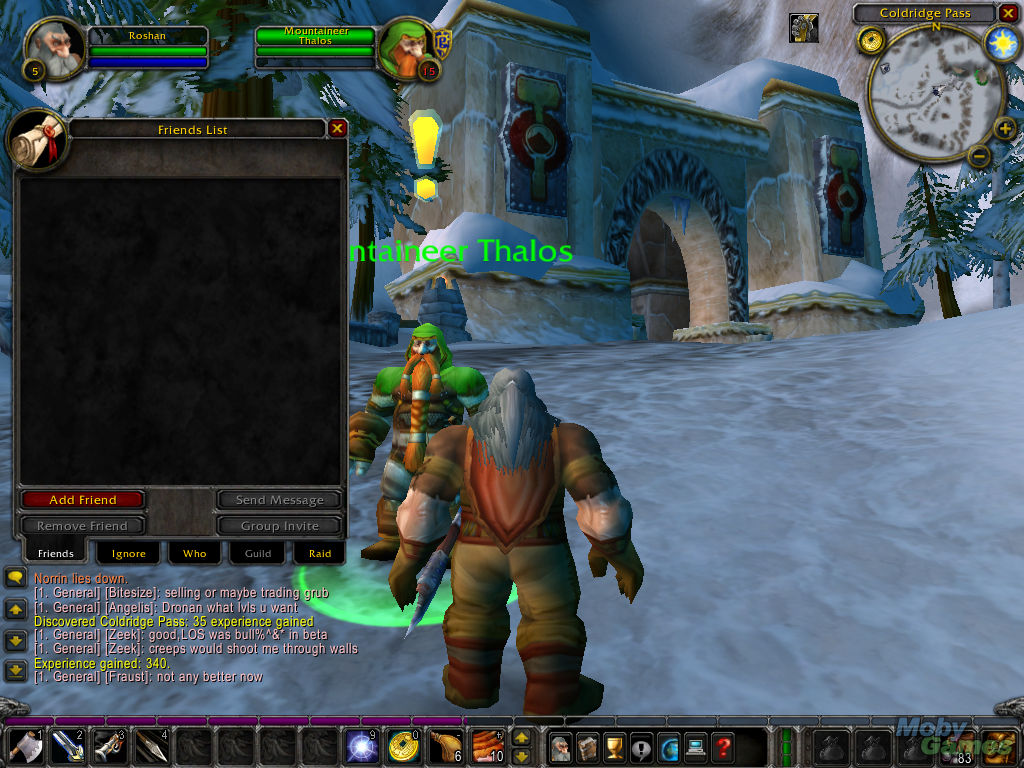 Roshan
5
Mountaineer
Thalos
15
Coldridge Pass
N
Friends List
ntaineer Thalos
Add Friend
Send Message
Remove Friend
Group Invite
Friends
Ignore
Who
Guild
Raid
Norrin lies down.
[1. General] [Bitesize]: selling or maybe trading grub
[1. General] [Angelis]: Dronan what lvls u want
Discovered Coldridge Pass: 35 experience gained
[1. General] [Zeek]: good,LOS was bull%^&* in beta
[1. General] [Zeek]: creeps would shoot me through walls
Experience gained: 340.
[1. General] [Fraust]: not any better now
1 2 3 4 9 0 - 6 + 10
83
Moby
Games